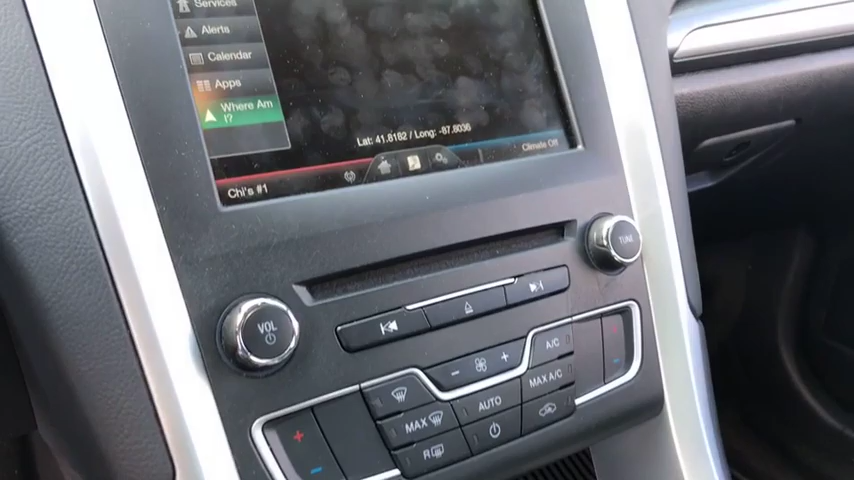 Services
Alerts
Calendar
Apps
Where Am
I?
Lat: 41.8182 / Long: -87.8036
Climate Off
Chi's #1
TUNE
VOL
A/C
MAX A/C
AUTO
MAX
R